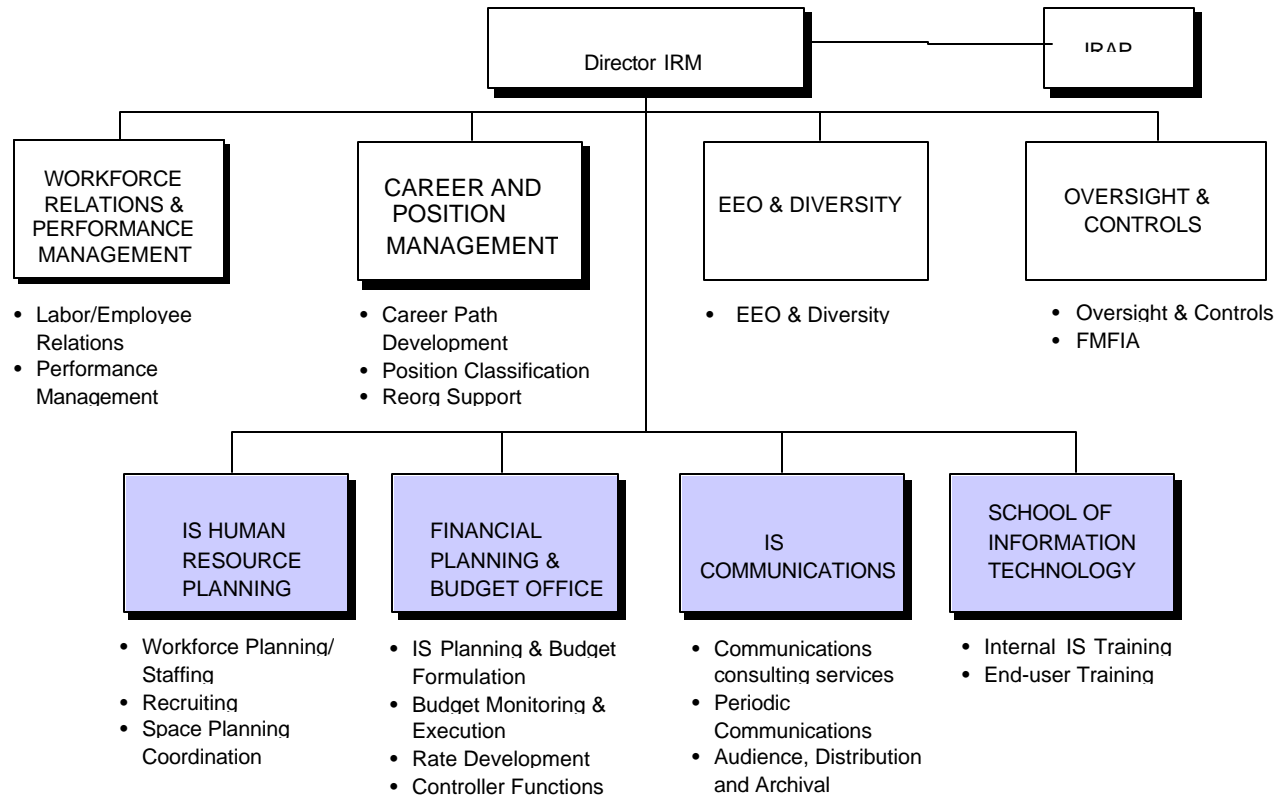 Director IRM
WORKFORCE
RELATIONS &
PERFORMANCE
MANAGEMENT
• Labor/Employee
Relations
• Performance
Management
CAREER AND
POSITION
MANAGEMENT
• Career Path
Development
• Position Classification
• Reorg Support
EEO & DIVERSITY
• EEO & Diversity
OVERSIGHT &
CONTROLS
• Oversight & Controls
• FMFIA
IS HUMAN
RESOURCE
PLANNING
• Workforce Planning/
Staffing
• Recruiting
• Space Planning
Coordination
FINANCIAL
PLANNING &
BUDGET OFFICE
• IS Planning & Budget
Formulation
• Budget Monitoring &
Execution
• Rate Development
• Controller Functions
IS
COMMUNICATIONS
• Communications
consulting services
• Periodic
Communications
• Audience, Distribution
and Archival
SCHOOL OF
INFORMATION
TECHNOLOGY
• Internal IS Training
• End-user Training